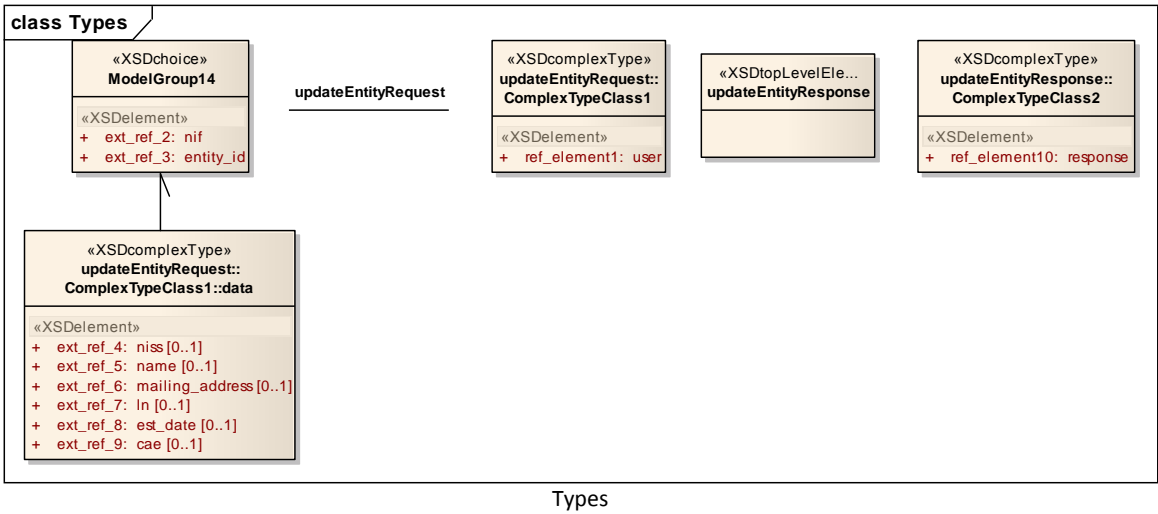 class Types
«XSDchoice»
ModelGroup14
«XSDelement»
+ ext_ref_2: nif
+ ext_ref_3: entity_id
updateEntityRequest
«XSDcomplexType»
updateEntityRequest::
ComplexTypeClass1
«XSDelement»
+ ref_element1: user
«XSDtopLevelEle...
updateEntityResponse
«XSDcomplexType»
updateEntityResponse::
ComplexTypeClass2
«XSDelement»
+ ref_element10: response
«XSDcomplexType»
updateEntityRequest::
ComplexTypeClass1::data
«XSDelement»
+ ext_ref_4: niss [0..1]
+ ext_ref_5: name [0..1]
+ ext_ref_6: mailing_address [0..1]
+ ext_ref_7: ln [0..1]
+ ext_ref_8: est_date [0..1]
+ ext_ref_9: cae [0..1]
Types